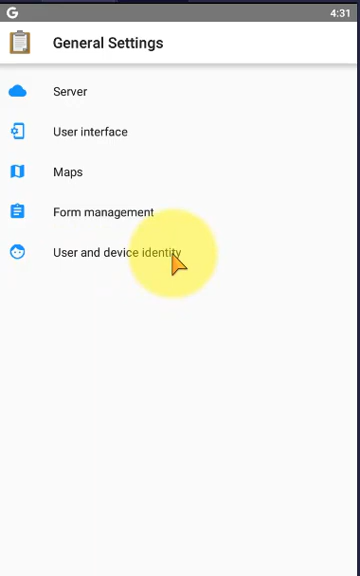 G 4:31
General Settings
Server
User interface
Maps
Form management
User and device identity